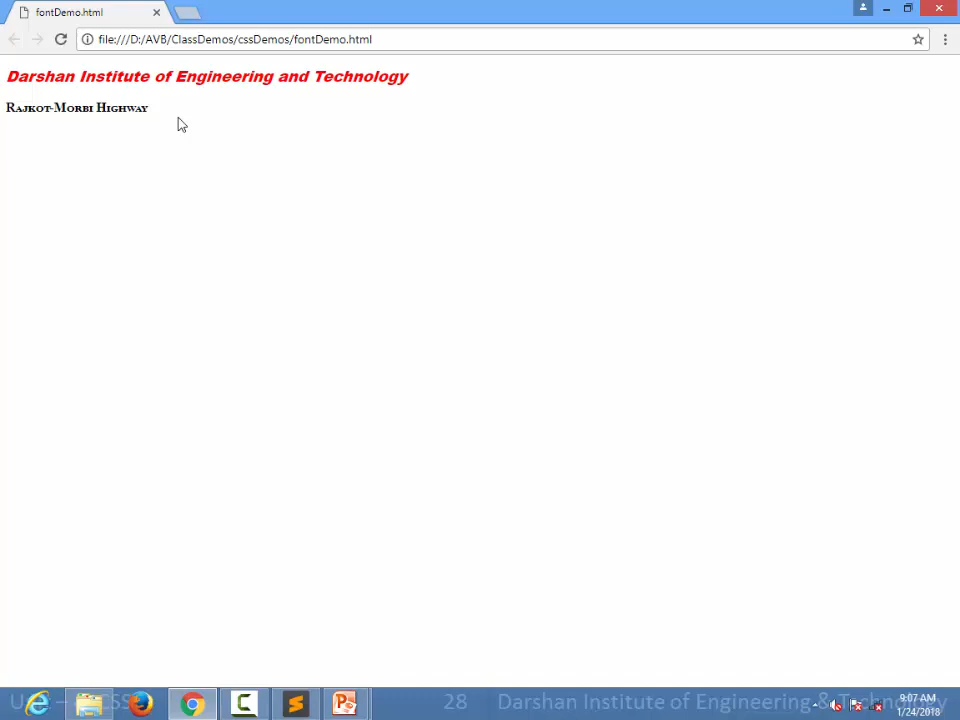 fontDemo.html
file:///D:/AVB/ClassDemos/cssDemos/fontDemo.html
Darshan Institute of Engineering and Technology
Rajkot-Morbi Highway
28 Darshan Institute of Engineering & Technology
9:07 AM
1/24/2018